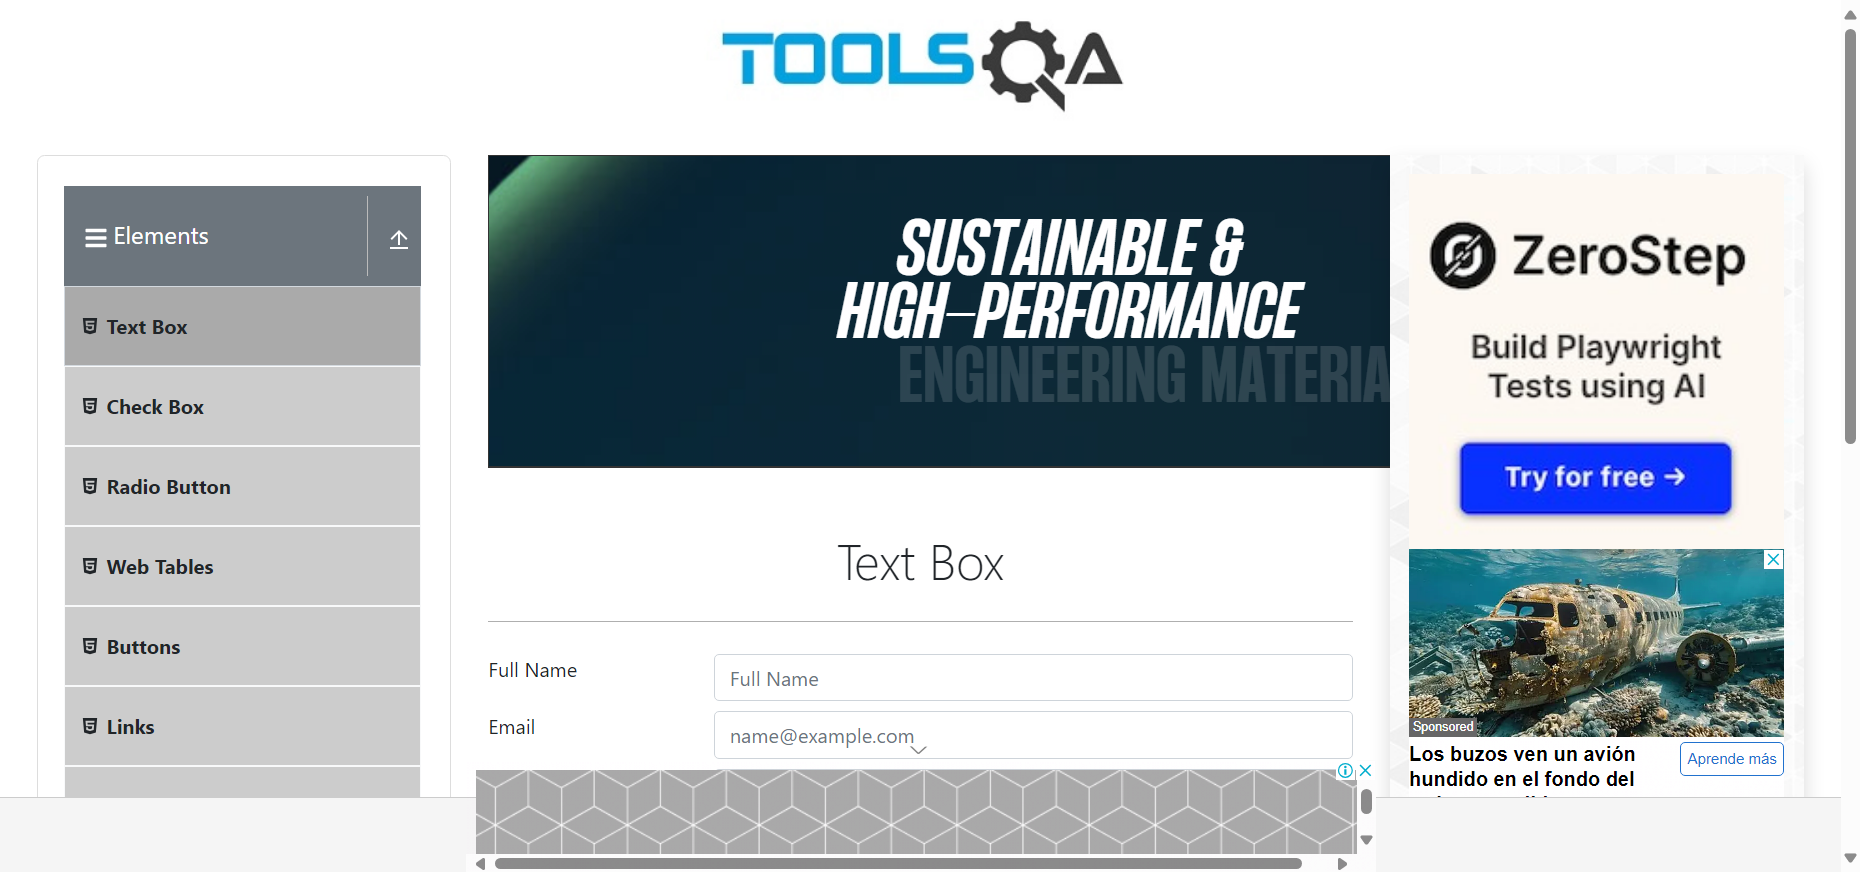 TOOLSQA
Elements
Text Box
Check Box
Radio Button
Web Tables
Buttons
Links
SUSTAINABLE &
HIGH-PERFORMANCE
ENGINEERING MATERIA
Text Box
Full Name
Full Name
Email
name@example.com
ZeroStep
Build Playwright
Tests using AI
Try for free →
Sponsored
Los buzos ven un avión
hundido en el fondo del
Aprende más